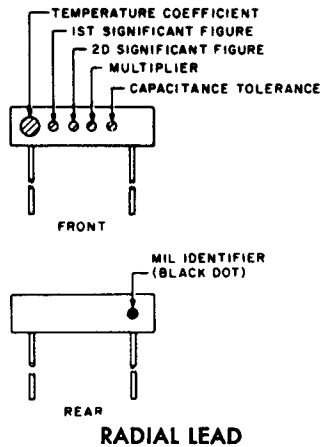 TEMPERATURE COEFFICIENT
1ST SIGNIFICANT FIGURE
2D SIGNIFICANT FIGURE
MULTIPLIER
CAPACITANCE TOLERANCE
FRONT
MIL IDENTIFIER
(BLACK DOT)
REAR
RADIAL LEAD